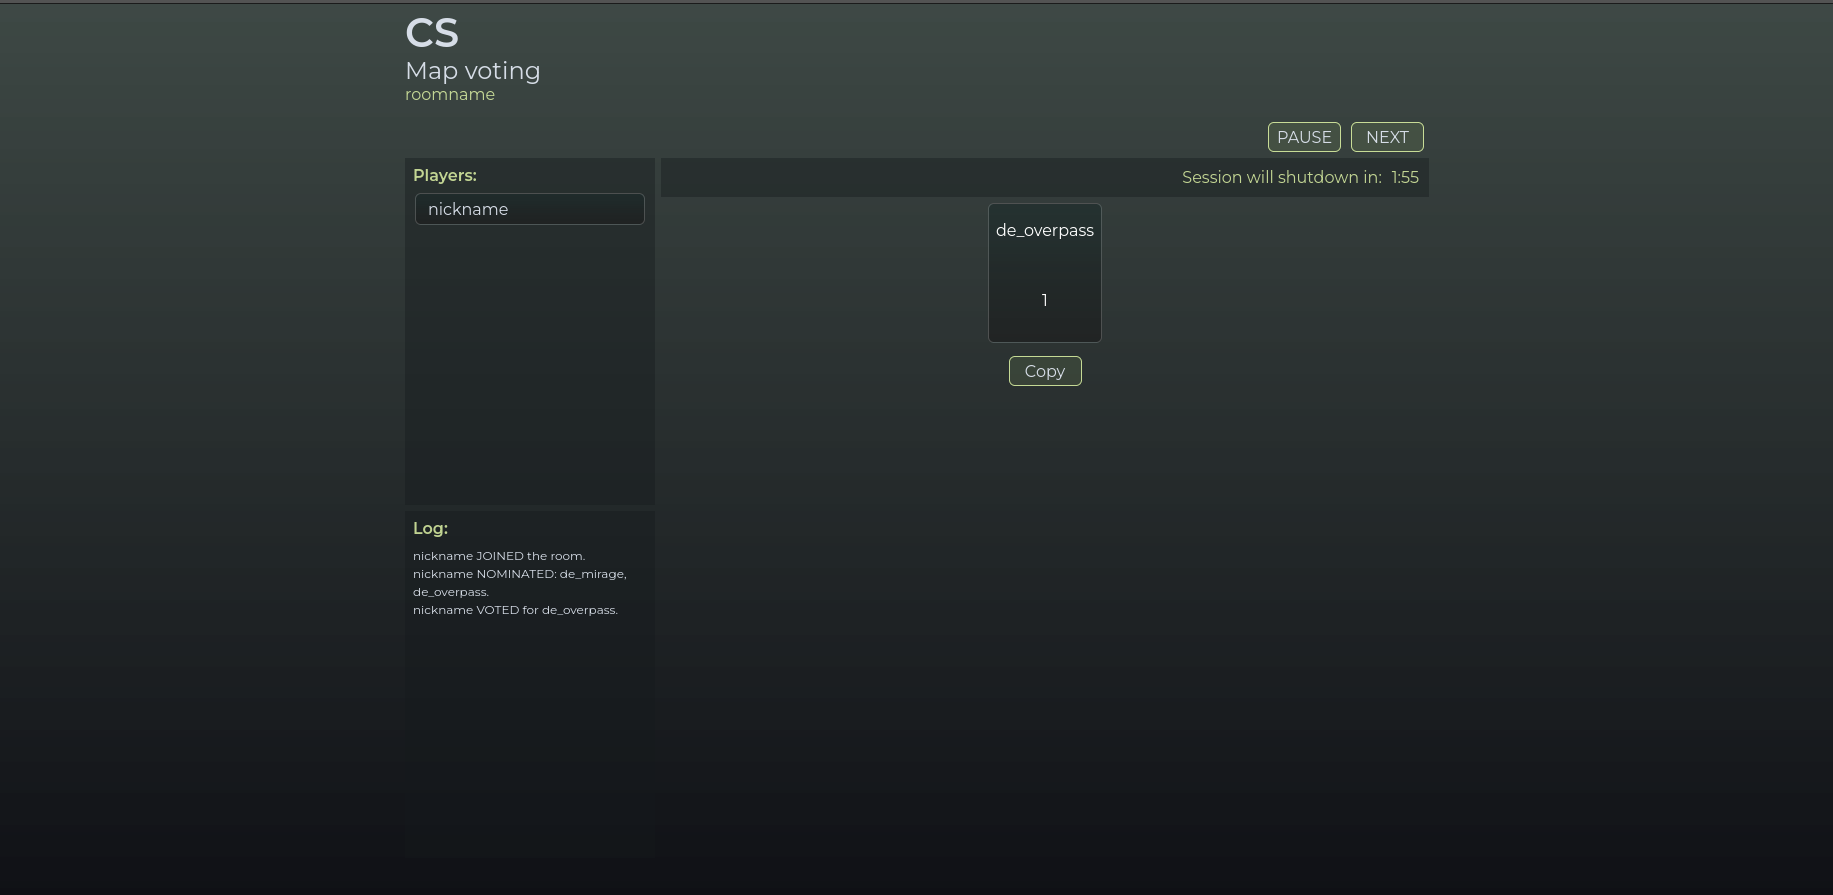 CS
Map voting
roomname
PAUSE NEXT
Players:
nickname
Session will shutdown in: 1:55
de_overpass
1
Copy
Log:
nickname JOINED the room.
nickname NOMINATED: de_mirage,
de_overpass.
nickname VOTED for de_overpass.